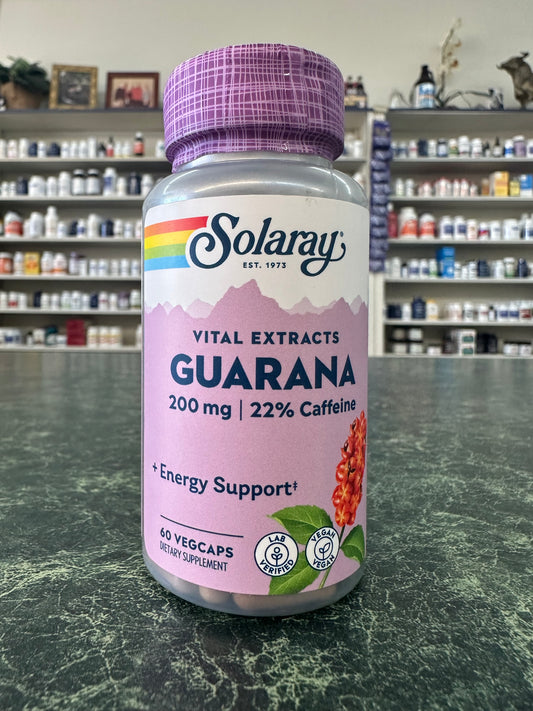 Solaray®
EST. 1973
VITAL EXTRACTS
GUARANA
200 mg | 22% Caffeine
+ Energy Support‡
60 VEGCAPS
DIETARY SUPPLEMENT
LAB VERIFIED
VEGAN VEGAN